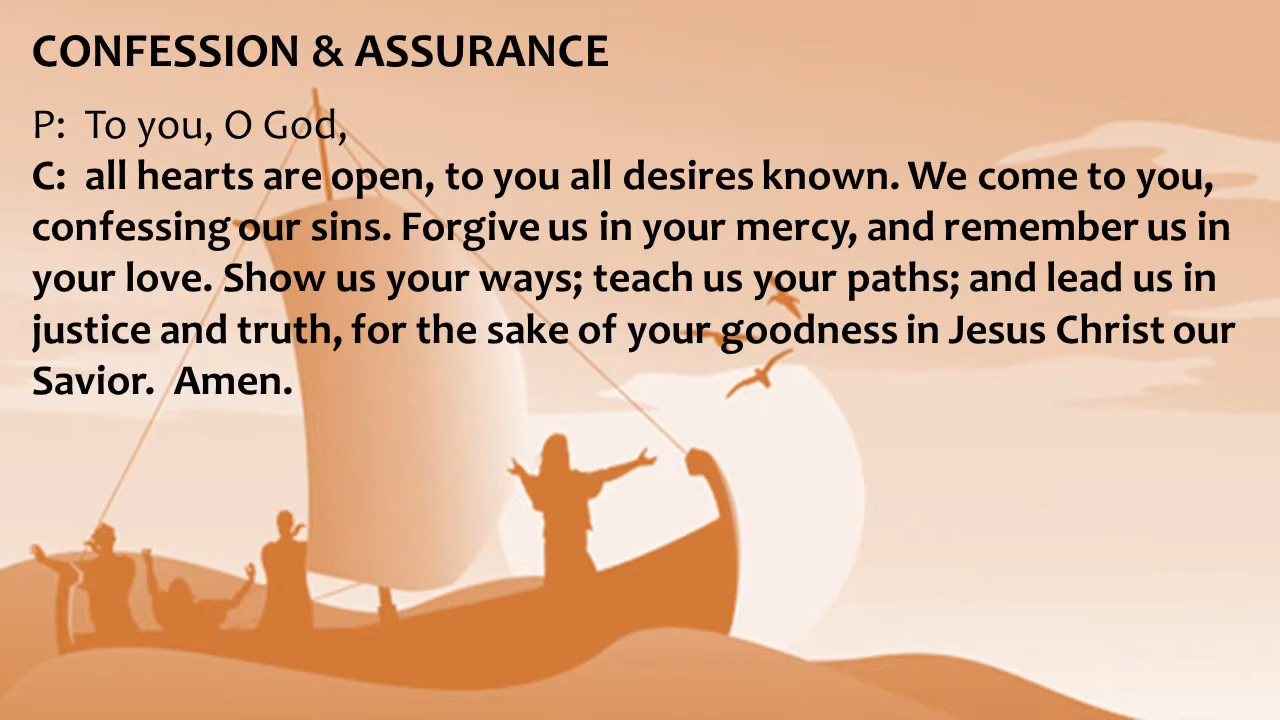 CONFESSION & ASSURANCE
P:  To you, O God,
C:  all hearts are open, to you all desires known. We come to you,
confessing our sins. Forgive us in your mercy, and remember us in
your love. Show us your ways; teach us your paths; and lead us in
justice and truth, for the sake of your goodness in Jesus Christ our
Savior.  Amen.